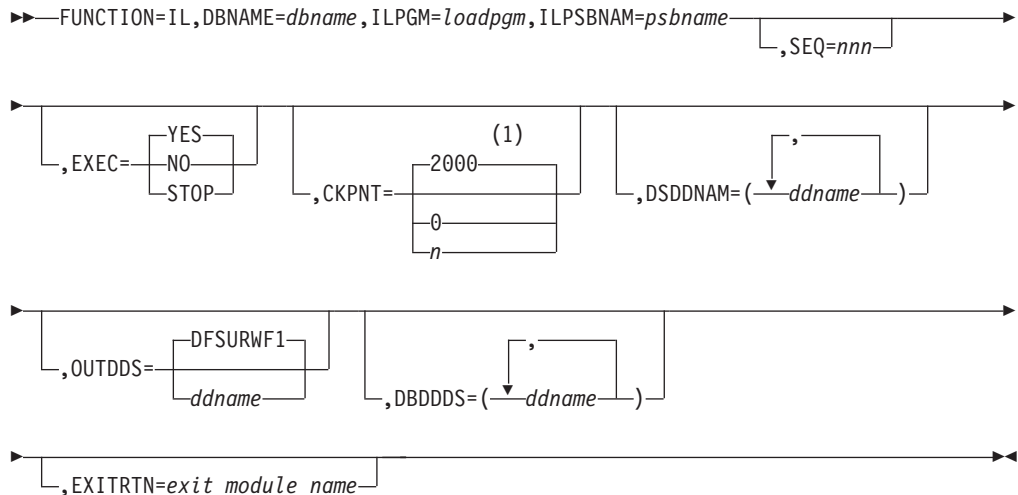 FUNCTION=IL,DBNAME=dbname,ILPGM=loadpgm,ILPSBNAM=psbname
,SEQ=nnn
,EXEC=
YES
NO
STOP
,CKPNT=
(1)
2000
0
n
,DSDDNAM=(
,
ddname
)
,OUTDDS=
DFSURWF1
ddname
,DBDDDS=(
,
ddname
)
,EXITRTN=exit module name